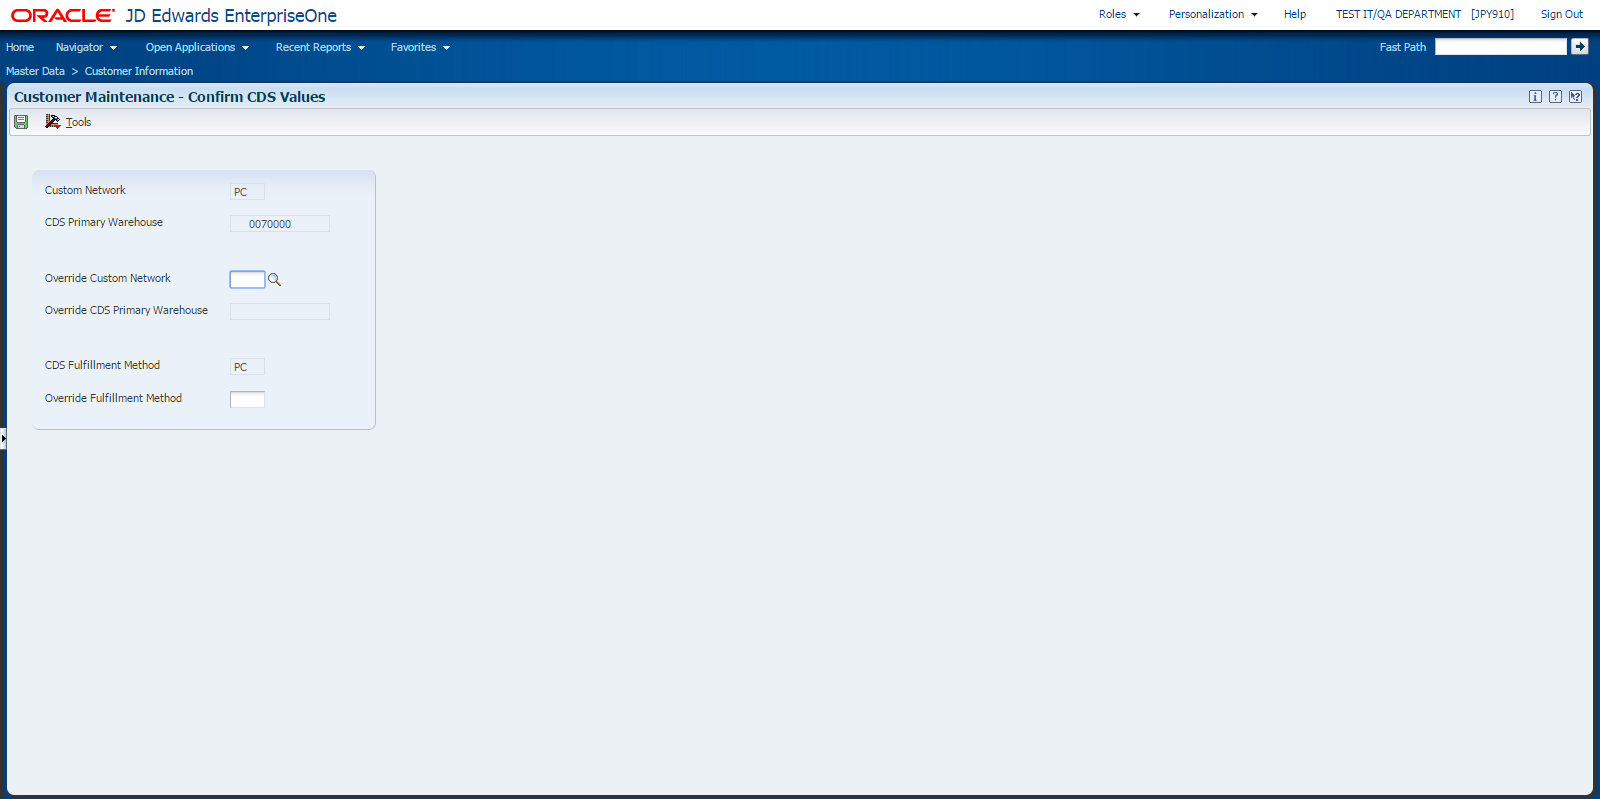 ORACLE JD Edwards EnterpriseOne Roles Personalization Help TEST IT/QA DEPARTMENT [JPY910] Sign Out
Home Navigator Open Applications Recent Reports Favorites Fast Path
Master Data > Customer Information
Customer Maintenance - Confirm CDS Values
Tools
Custom Network PC
CDS Primary Warehouse 0070000
Override Custom Network
Override CDS Primary Warehouse
CDS Fulfillment Method PC
Override Fulfillment Method